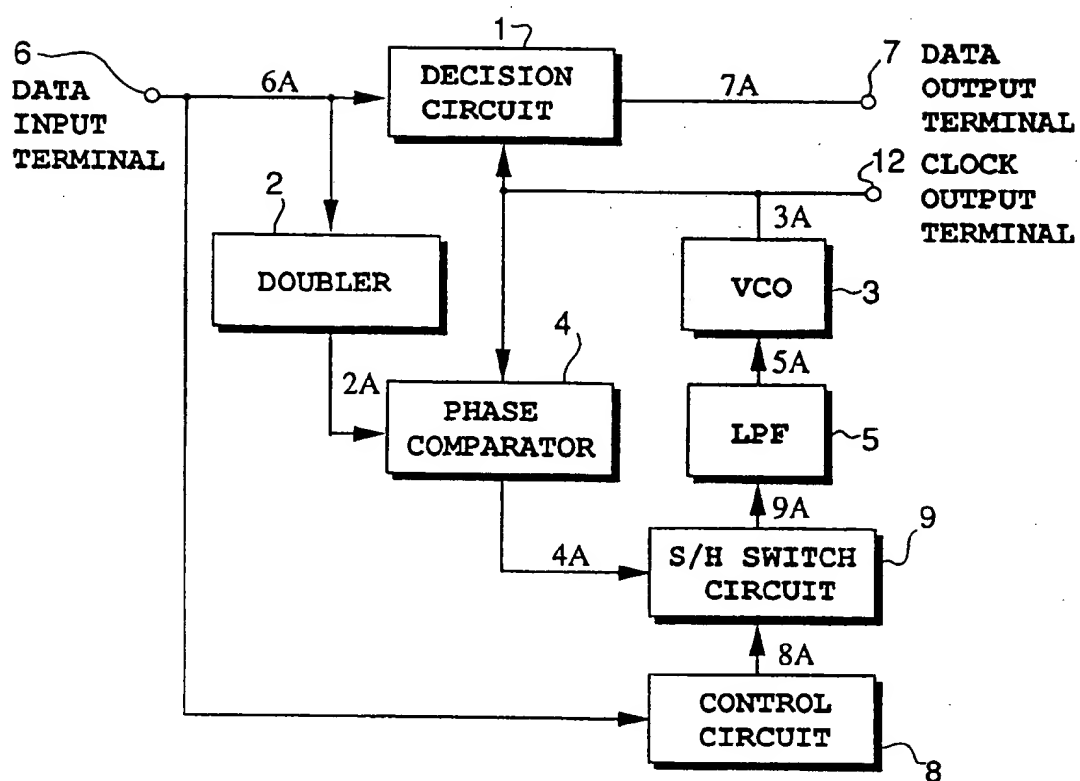 1
6
DATA
INPUT
TERMINAL
6A
DECISION
CIRCUIT
7A
7
DATA
OUTPUT
TERMINAL
12
CLOCK
OUTPUT
TERMINAL
2
DOUBLER
3A
VCO
3
2A
4
PHASE
COMPARATOR
5A
LPF
5
4A
9A
9
S/H SWITCH
CIRCUIT
8A
CONTROL
CIRCUIT
8